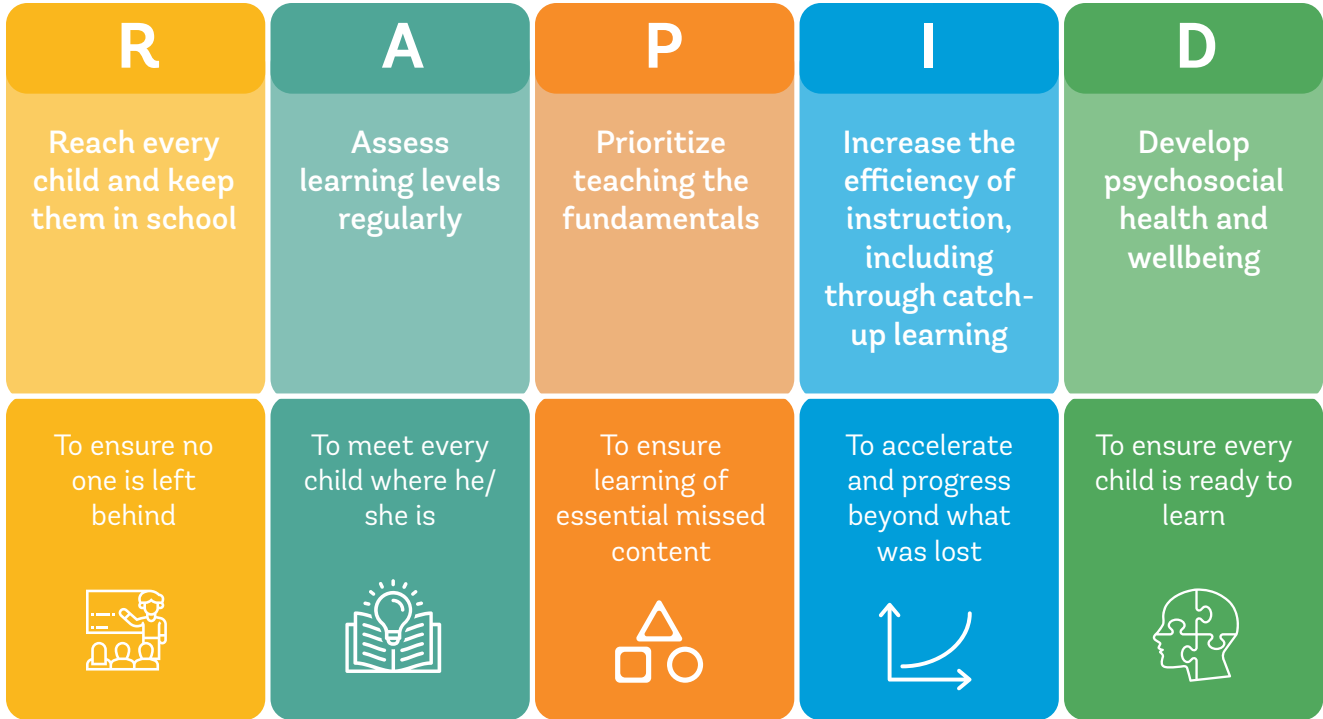 R
Reach every
child and keep
them in school
To ensure no
one is left
behind
A
Assess
learning levels
regularly
To meet every
child where he/
she is
P
Prioritize
teaching the
fundamentals
To ensure
learning of
essential missed
content
I
Increase the
efficiency of
instruction,
including
through catch-
up learning
To accelerate
and progress
beyond what
was lost
D
Develop
psychosocial
health and
wellbeing
To ensure every
child is ready to
learn